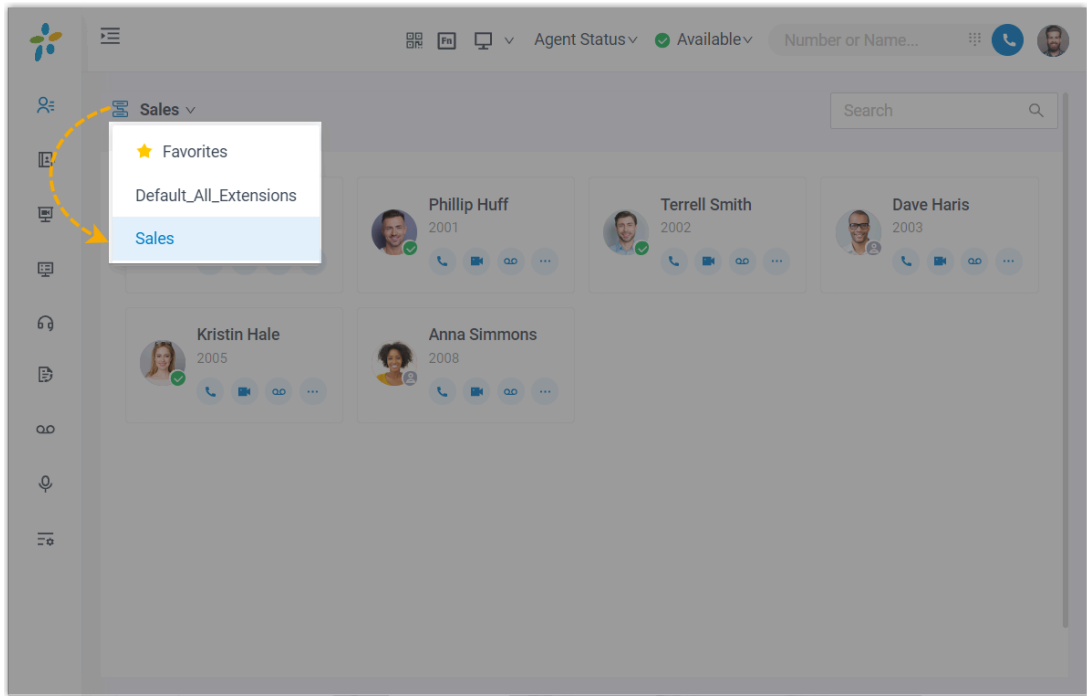 Fn
Agent Status
Available
Number or Name...
Sales
Search
Favorites
Default_All_Extensions
Sales
Phillip Huff
2001
Terrell Smith
2002
Dave Haris
2003
Kristin Hale
2005
Anna Simmons
2008